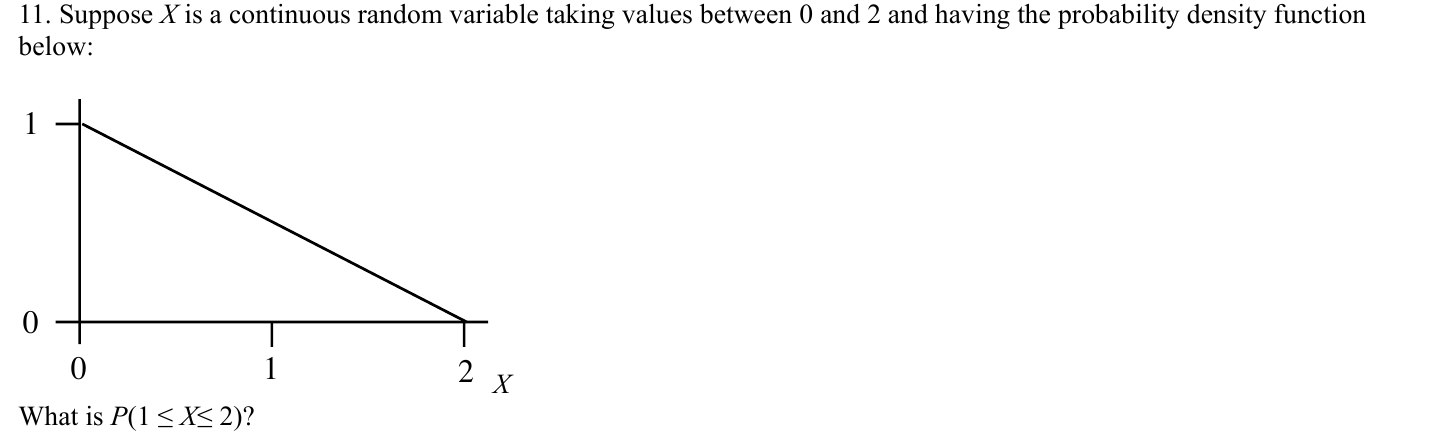 11. Suppose X is a continuous random variable taking values between 0 and 2 and having the probability density function
below:
1
0
0 1 2 X
What is P(1 ≤ X≤ 2)?